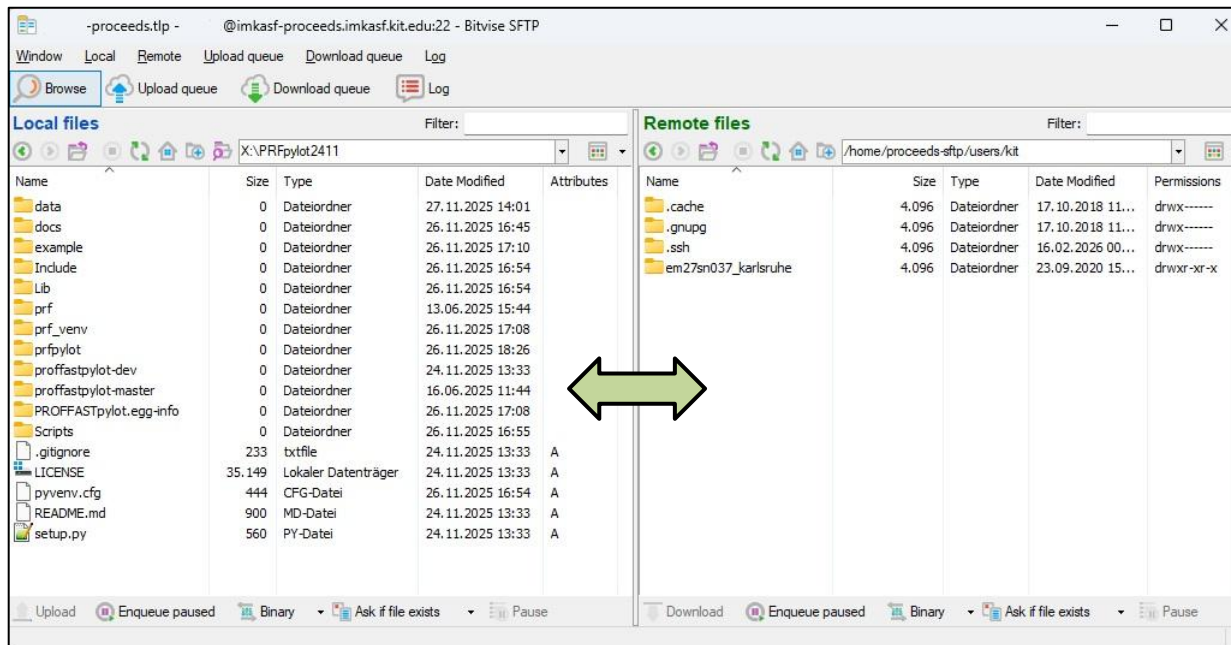 -proceeds.tlp - @imkasf-proceeds.imkasf.kit.edu:22 - Bitvise SFTP
Window Local Remote Upload queue Download queue Log
Browse Upload queue Download queue Log
Local files Filter:
X:\PRFpylot2411
Name Size Type Date Modified Attributes
data 0 Dateiordner 27.11.2025 14:01
docs 0 Dateiordner 26.11.2025 16:45
example 0 Dateiordner 26.11.2025 17:10
Include 0 Dateiordner 26.11.2025 16:54
Lib 0 Dateiordner 26.11.2025 16:54
prf 0 Dateiordner 13.06.2025 15:44
prf_venv 0 Dateiordner 26.11.2025 17:08
prfpylot 0 Dateiordner 26.11.2025 18:26
proffastpylot-dev 0 Dateiordner 24.11.2025 13:33
proffastpylot-master 0 Dateiordner 16.06.2025 11:44
PROFFASTpylot.egg-info 0 Dateiordner 26.11.2025 17:08
Scripts 0 Dateiordner 26.11.2025 16:55
.gitignore 233 txtfile 24.11.2025 13:33 A
LICENSE 35.149 Lokaler Datenträger 24.11.2025 13:33 A
pyvenv.cfg 444 CFG-Datei 26.11.2025 16:54 A
README.md 900 MD-Datei 24.11.2025 13:33 A
setup.py 560 PY-Datei 24.11.2025 13:33 A
Upload Enqueue paused Binary Ask if file exists Pause
Remote files Filter:
/home/proceeds-sftp/users/kit
Name Size Type Date Modified Permissions
.cache 4.096 Dateiordner 17.10.2018 11... drwx------
.gnupg 4.096 Dateiordner 17.10.2018 11... drwx------
.ssh 4.096 Dateiordner 16.02.2026 00... drwx------
em27sn037_karlsruhe 4.096 Dateiordner 23.09.2020 15... drwxr-xr-x
Download Enqueue paused Binary Ask if file exists Pause